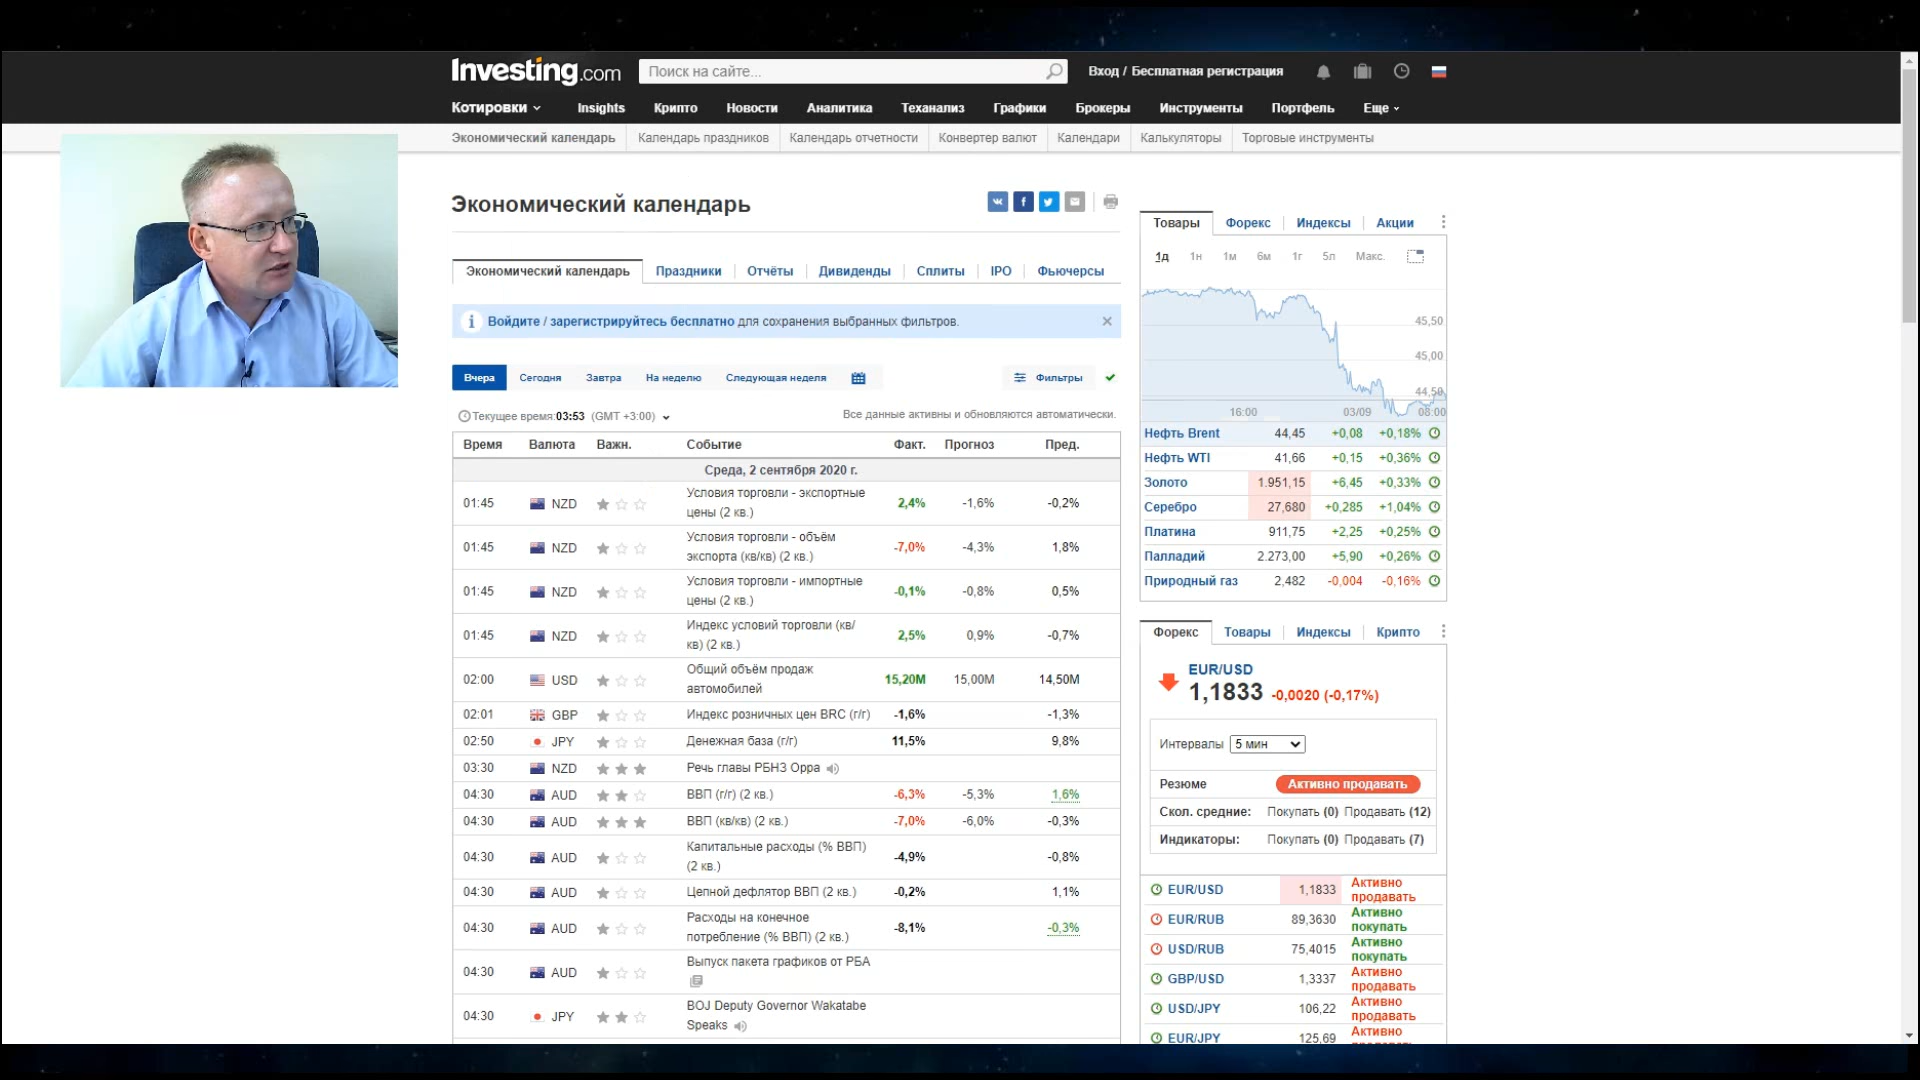 Investing.com
Поиск на сайте...
Вход / Бесплатная регистрация
Котировки
Insights
Крипто
Новости
Аналитика
Теханализ
Графики
Брокеры
Инструменты
Портфель
Еще
Экономический календарь
Календарь праздников
Календарь отчетности
Конвертер валют
Календари
Калькуляторы
Торговые инструменты
Экономический календарь
Экономический календарь
Праздники
Отчёты
Дивиденды
Сплиты
IPO
Фьючерсы
Войдите / зарегистрируйтесь бесплатно для сохранения выбранных фильтров.
Вчера
Сегодня
Завтра
На неделю
Следующая неделя
Фильтры
Текущее время:03:53 (GMT +3:00)
Все данные активны и обновляются автоматически.
Время Валюта Важн. Событие Факт. Прогноз Пред.
Среда, 2 сентября 2020 г.
01:45 NZD Условия торговли - экспортные 2,4% -1,6% -0,2%
цены (2 кв.)
01:45 NZD Условия торговли - объём -7,0% -4,3% 1,8%
экспорта (кв/кв) (2 кв.)
01:45 NZD Условия торговли - импортные -0,1% -0,8% 0,5%
цены (2 кв.)
01:45 NZD Индекс условий торговли (кв/ 2,5% 0,9% -0,7%
кв) (2 кв.)
02:00 USD Общий объём продаж 15,20M 15,00M 14,50M
автомобилей
02:01 GBP Индекс розничных цен BRC (г/г) -1,6% -1,3%
02:50 JPY Денежная база (г/г) 11,5% 9,8%
03:30 NZD Речь главы РБНЗ Орра
04:30 AUD ВВП (г/г) (2 кв.) -6,3% -5,3% 1,6%
04:30 AUD ВВП (кв/кв) (2 кв.) -7,0% -6,0% -0,3%
04:30 AUD Капитальные расходы (% ВВП) -4,9% -0,8%
(2 кв.)
04:30 AUD Цепной дефлятор ВВП (2 кв.) -0,2% 1,1%
04:30 AUD Расходы на конечное -8,1% -0,3%
потребление (% ВВП) (2 кв.)
04:30 AUD Выпуск пакета графиков от РБА
04:30 JPY BOJ Deputy Governor Wakatabe
Speaks
Товары
Форекс
Индексы
Акции
1д 1н 1м 6м 1г 5л Макс.
45,50
45,00
44,50
16:00 03/09 08:00
Нефть Brent 44,45 +0,08 +0,18%
Нефть WTI 41,66 +0,15 +0,36%
Золото 1.951,15 +6,45 +0,33%
Серебро 27,680 +0,285 +1,04%
Платина 911,75 +2,25 +0,25%
Палладий 2.273,00 +5,90 +0,26%
Природный газ 2,482 -0,004 -0,16%
Форекс
Товары
Индексы
Крипто
EUR/USD
1,1833 -0,0020 (-0,17%)
Интервалы 5 мин
Резюме Активно продавать
Скол. средние: Покупать (0) Продавать (12)
Индикаторы: Покупать (0) Продавать (7)
EUR/USD 1,1833 Активно
продавать
EUR/RUB 89,3630 Активно
покупать
USD/RUB 75,4015 Активно
покупать
GBP/USD 1,3337 Активно
продавать
USD/JPY 106,22 Активно
продавать
EUR/JPY 125,69 Активно